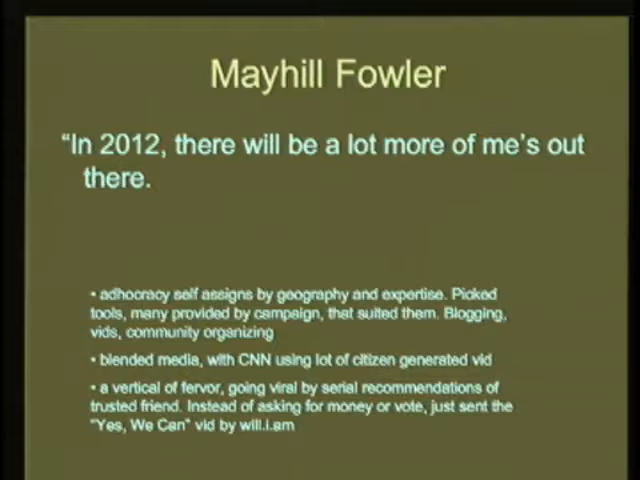 Mayhill Fowler
“In 2012, there will be a lot more of me’s out
there.
• adhocracy self assigns by geography and expertise. Picked
tools, many provided by campaign, that suited them. Blogging,
vids, community organizing
• blended media, with CNN using lot of citizen generated vid
• a vertical of fervor, going viral by serial recommendations of
trusted friend. Instead of asking for money or vote, just sent the
“Yes, We Can” vid by will.i.am